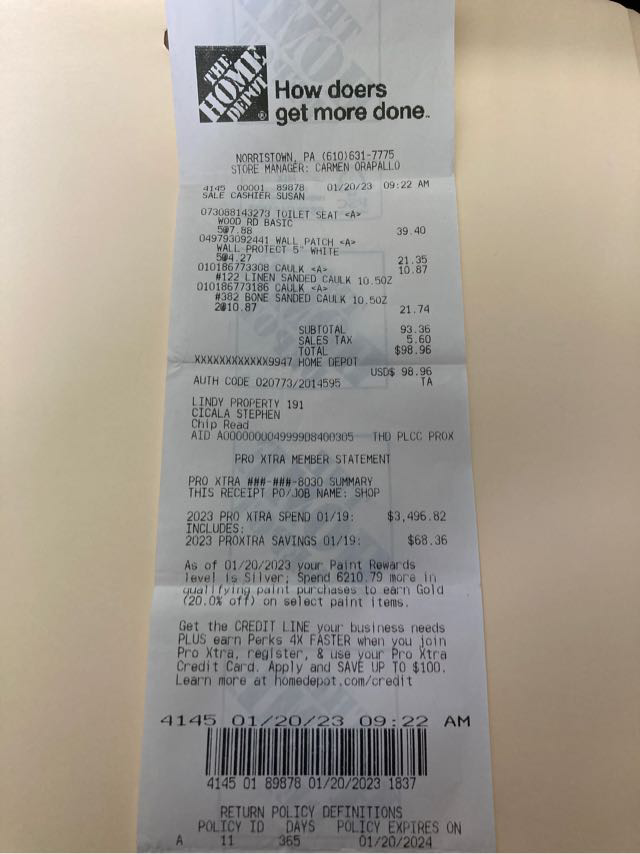 THE HOME DEPOT
How doers
get more done.
NORRISTOWN, PA (610)631-7775
STORE MANAGER: CARMEN ORAPALLO
4145 00001 89878 01/20/23 09:22 AM
SALE CASHIER SUSAN
073088143273 TOILET SEAT <A>
WOOD RD BASIC
5@7.88 39.40
049793092441 WALL PATCH <A>
WALL PROTECT 5" WHITE
5@4.27 21.35
010186773308 CAULK <A> 10.87
#122 LINEN SANDED CAULK 10.5OZ
010186773186 CAULK <A>
#382 BONE SANDED CAULK 10.5OZ
2@10.87 21.74
SUBTOTAL 93.36
SALES TAX 5.60
TOTAL $98.96
XXXXXXXXXXXX9947 HOME DEPOT
USD$ 98.96
AUTH CODE 020773/2014595 TA
LINDY PROPERTY 191
CICALA STEPHEN
Chip Read
AID A0000000049999D8400305 THD PLCC PROX
PRO XTRA MEMBER STATEMENT
PRO XTRA ###-###-8030 SUMMARY
THIS RECEIPT PO/JOB NAME: SHOP
2023 PRO XTRA SPEND 01/19: $3,496.82
INCLUDES:
2023 PROXTRA SAVINGS 01/19: $68.36
As of 01/20/2023 your Paint Rewards
level is Silver; Spend 6210.79 more in
qualifying paint purchases to earn Gold
(20.0% off) on select paint items.
Get the CREDIT LINE your business needs
PLUS earn Perks 4X FASTER when you join
Pro Xtra, register, & use your Pro Xtra
Credit Card. Apply and SAVE UP TO $100.
Learn more at homedepot.com/credit
4145 01/20/23 09:22 AM
4145 01 89878 01/20/2023 1837
RETURN POLICY DEFINITIONS
POLICY ID DAYS POLICY EXPIRES ON
A 11 365 01/20/2024